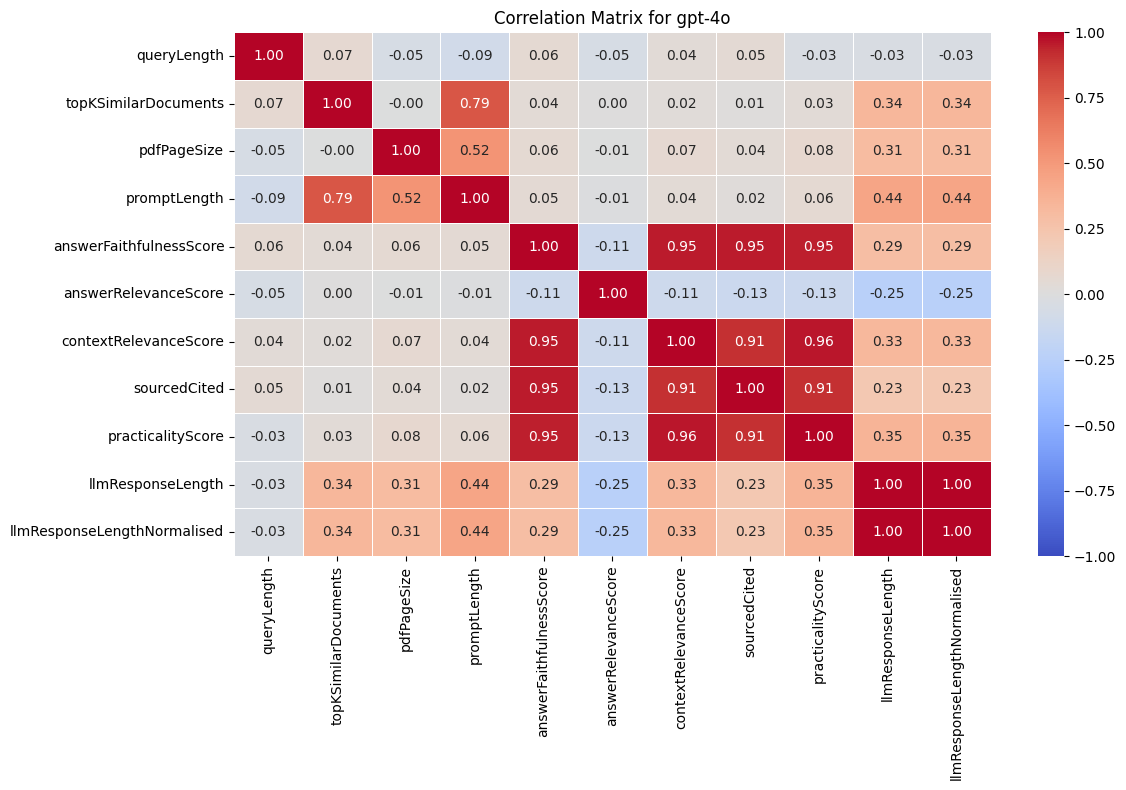 Correlation Matrix for gpt-4o
queryLength 1.00 0.07 -0.05 -0.09 0.06 -0.05 0.04 0.05 -0.03 -0.03 -0.03
topKSimilarDocuments 0.07 1.00 -0.00 0.79 0.04 0.00 0.02 0.01 0.03 0.34 0.34
pdfPageSize -0.05 -0.00 1.00 0.52 0.06 -0.01 0.07 0.04 0.08 0.31 0.31
promptLength -0.09 0.79 0.52 1.00 0.05 -0.01 0.04 0.02 0.06 0.44 0.44
answerFaithfulnessScore 0.06 0.04 0.06 0.05 1.00 -0.11 0.95 0.95 0.95 0.29 0.29
answerRelevanceScore -0.05 0.00 -0.01 -0.01 -0.11 1.00 -0.11 -0.13 -0.13 -0.25 -0.25
contextRelevanceScore 0.04 0.02 0.07 0.04 0.95 -0.11 1.00 0.91 0.96 0.33 0.33
sourcedCited 0.05 0.01 0.04 0.02 0.95 -0.13 0.91 1.00 0.91 0.23 0.23
practicalityScore -0.03 0.03 0.08 0.06 0.95 -0.13 0.96 0.91 1.00 0.35 0.35
llmResponseLength -0.03 0.34 0.31 0.44 0.29 -0.25 0.33 0.23 0.35 1.00 1.00
llmResponseLengthNormalised -0.03 0.34 0.31 0.44 0.29 -0.25 0.33 0.23 0.35 1.00 1.00
queryLength
topKSimilarDocuments
pdfPageSize
promptLength
answerFaithfulnessScore
answerRelevanceScore
contextRelevanceScore
sourcedCited
practicalityScore
llmResponseLength
llmResponseLengthNormalised
1.00
0.75
0.50
0.25
0.00
−0.25
−0.50
−0.75
−1.00